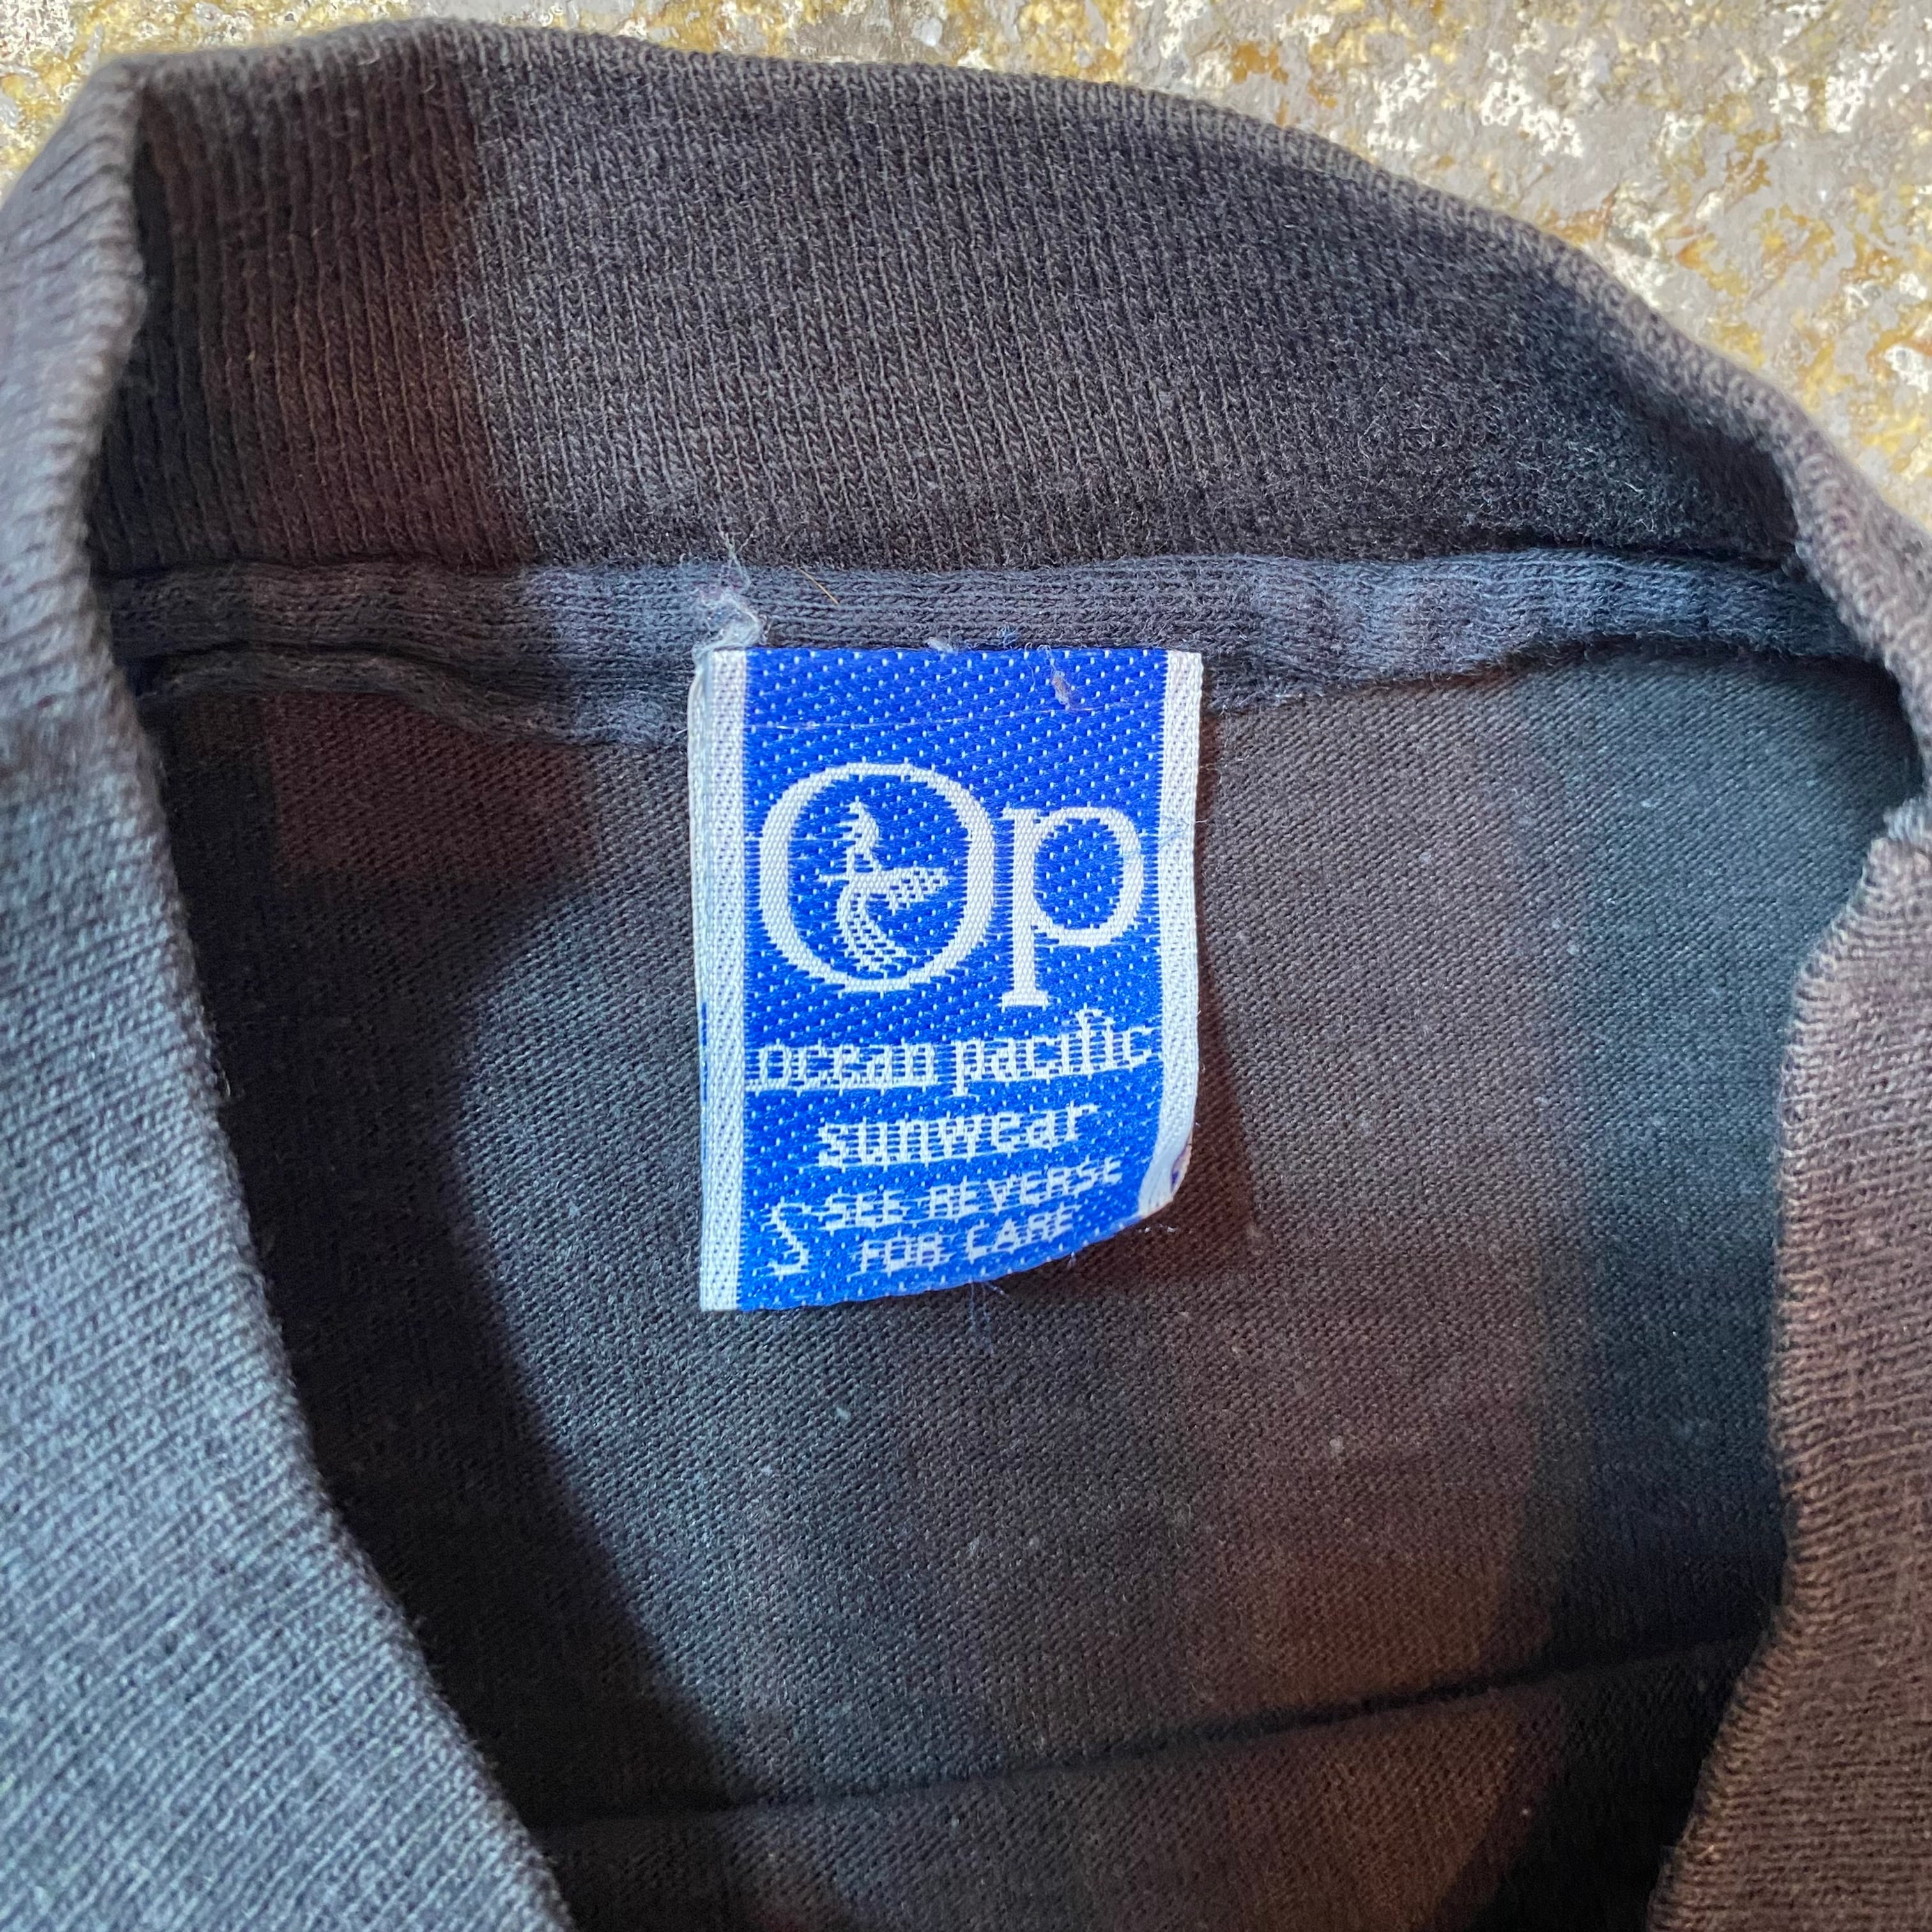 Op
ocean pacific
sunwear
S SEE REVERSE
FOR CARE